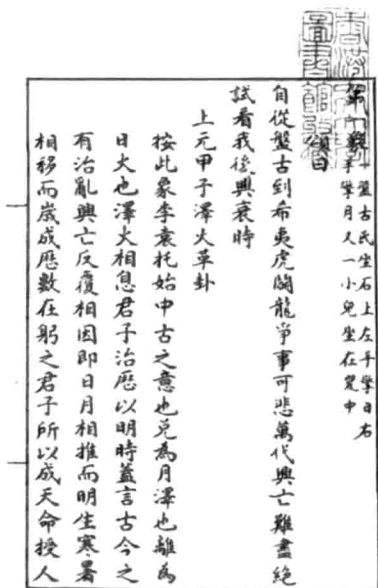 盤古氏坐石上左手擎日右
手擎月又一小兒坐在中
頌曰
自從盤古到希夷虎鬪龍爭事可悲萬代興亡難盡絕
試看我後興衰時
上元甲子澤火革卦
按此象李袁托始中古之意也兌為月澤也離為
日火也澤火相息君子治歷以明時蓋言古今之
有治亂興亡反覆相因即日月相推而明生寒暑
相移而歲成歷數在躬之君子所以成天命授人